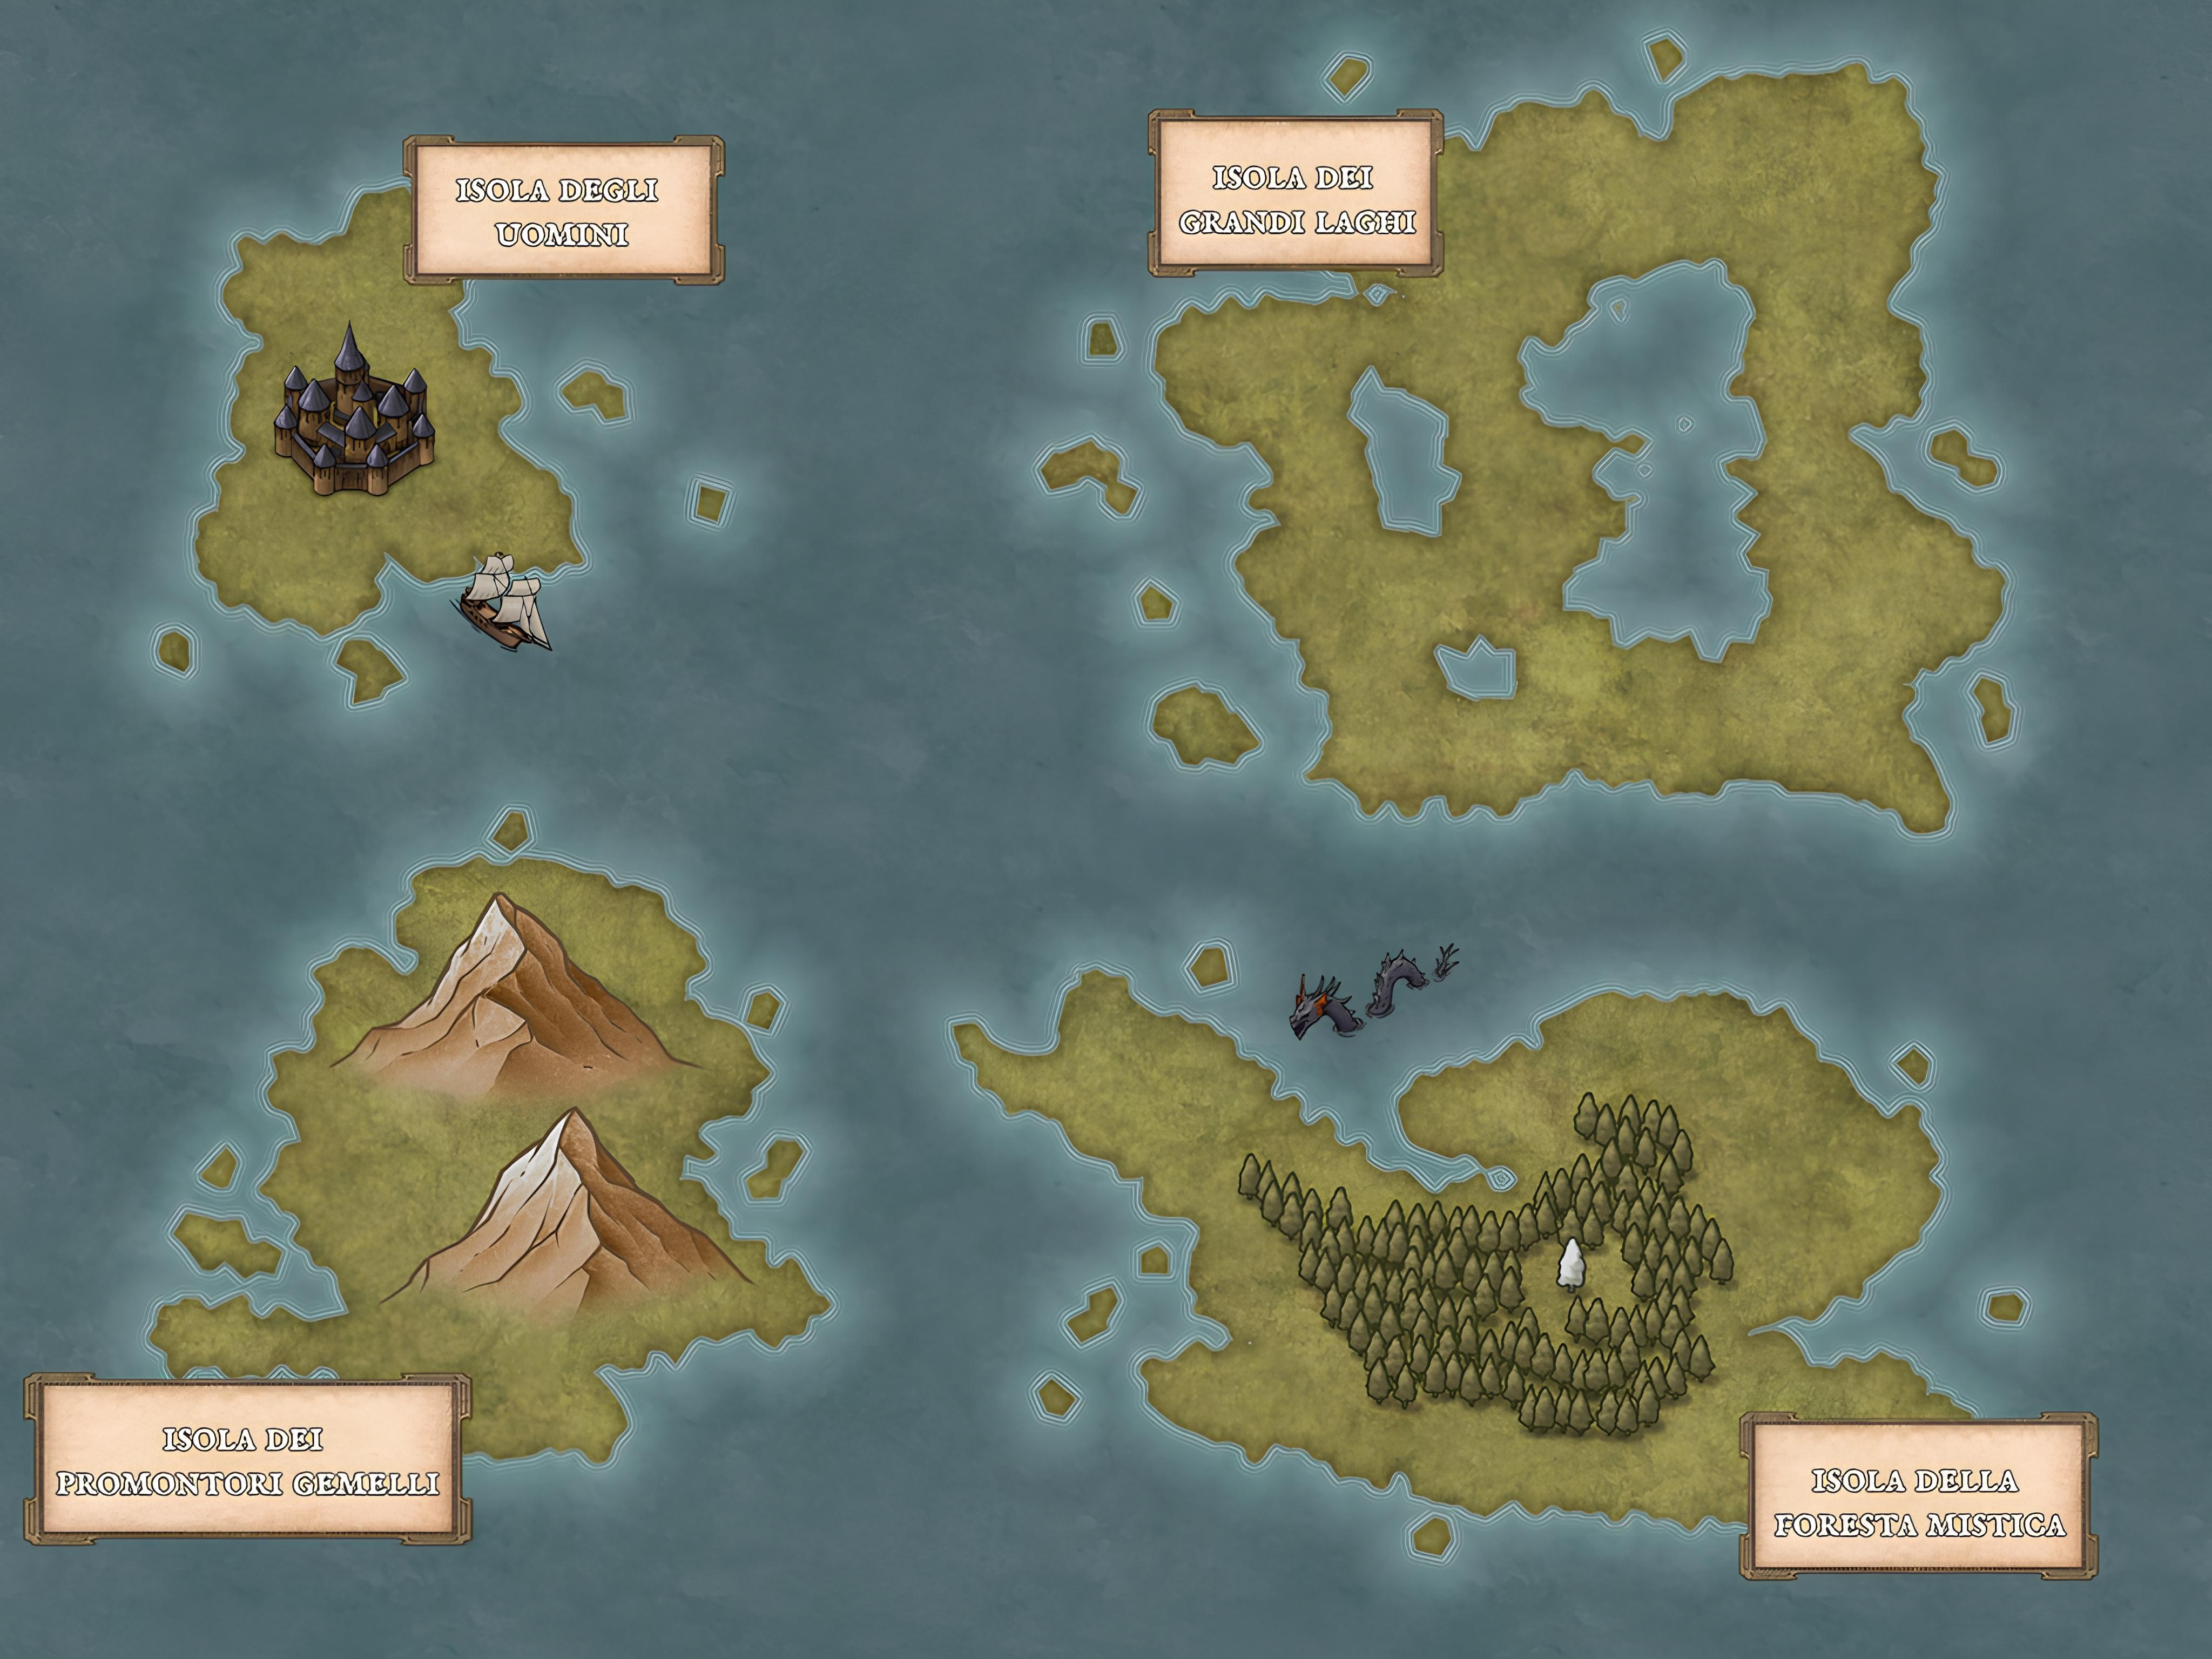 ISOLA DEGLI
UOMINI
ISOLA DEI
GRANDI LAGHI
ISOLA DEI
PROMONTORI GEMELLI
ISOLA DELLA
FORESTA MISTICA